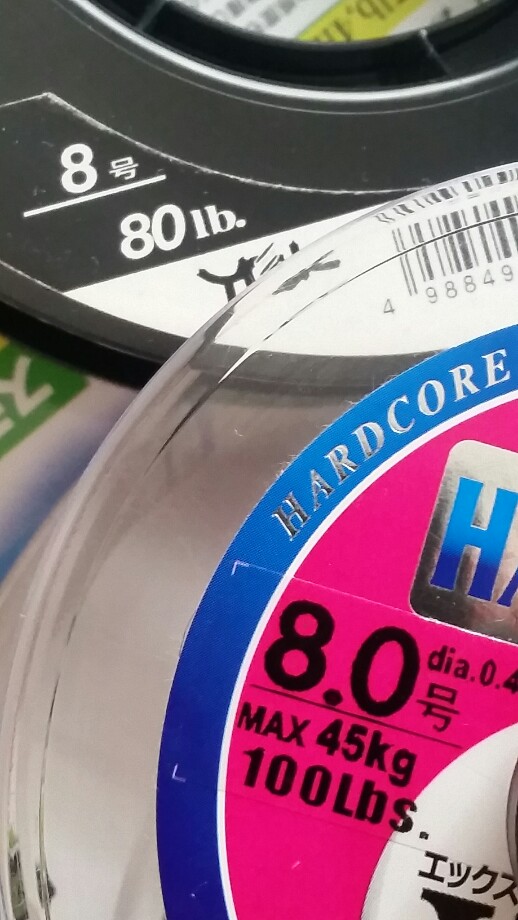 8号
80lb.
4 98849
HARDCORE
H
8.0号
dia.0.4
MAX 45kg
100Lbs.
エックス